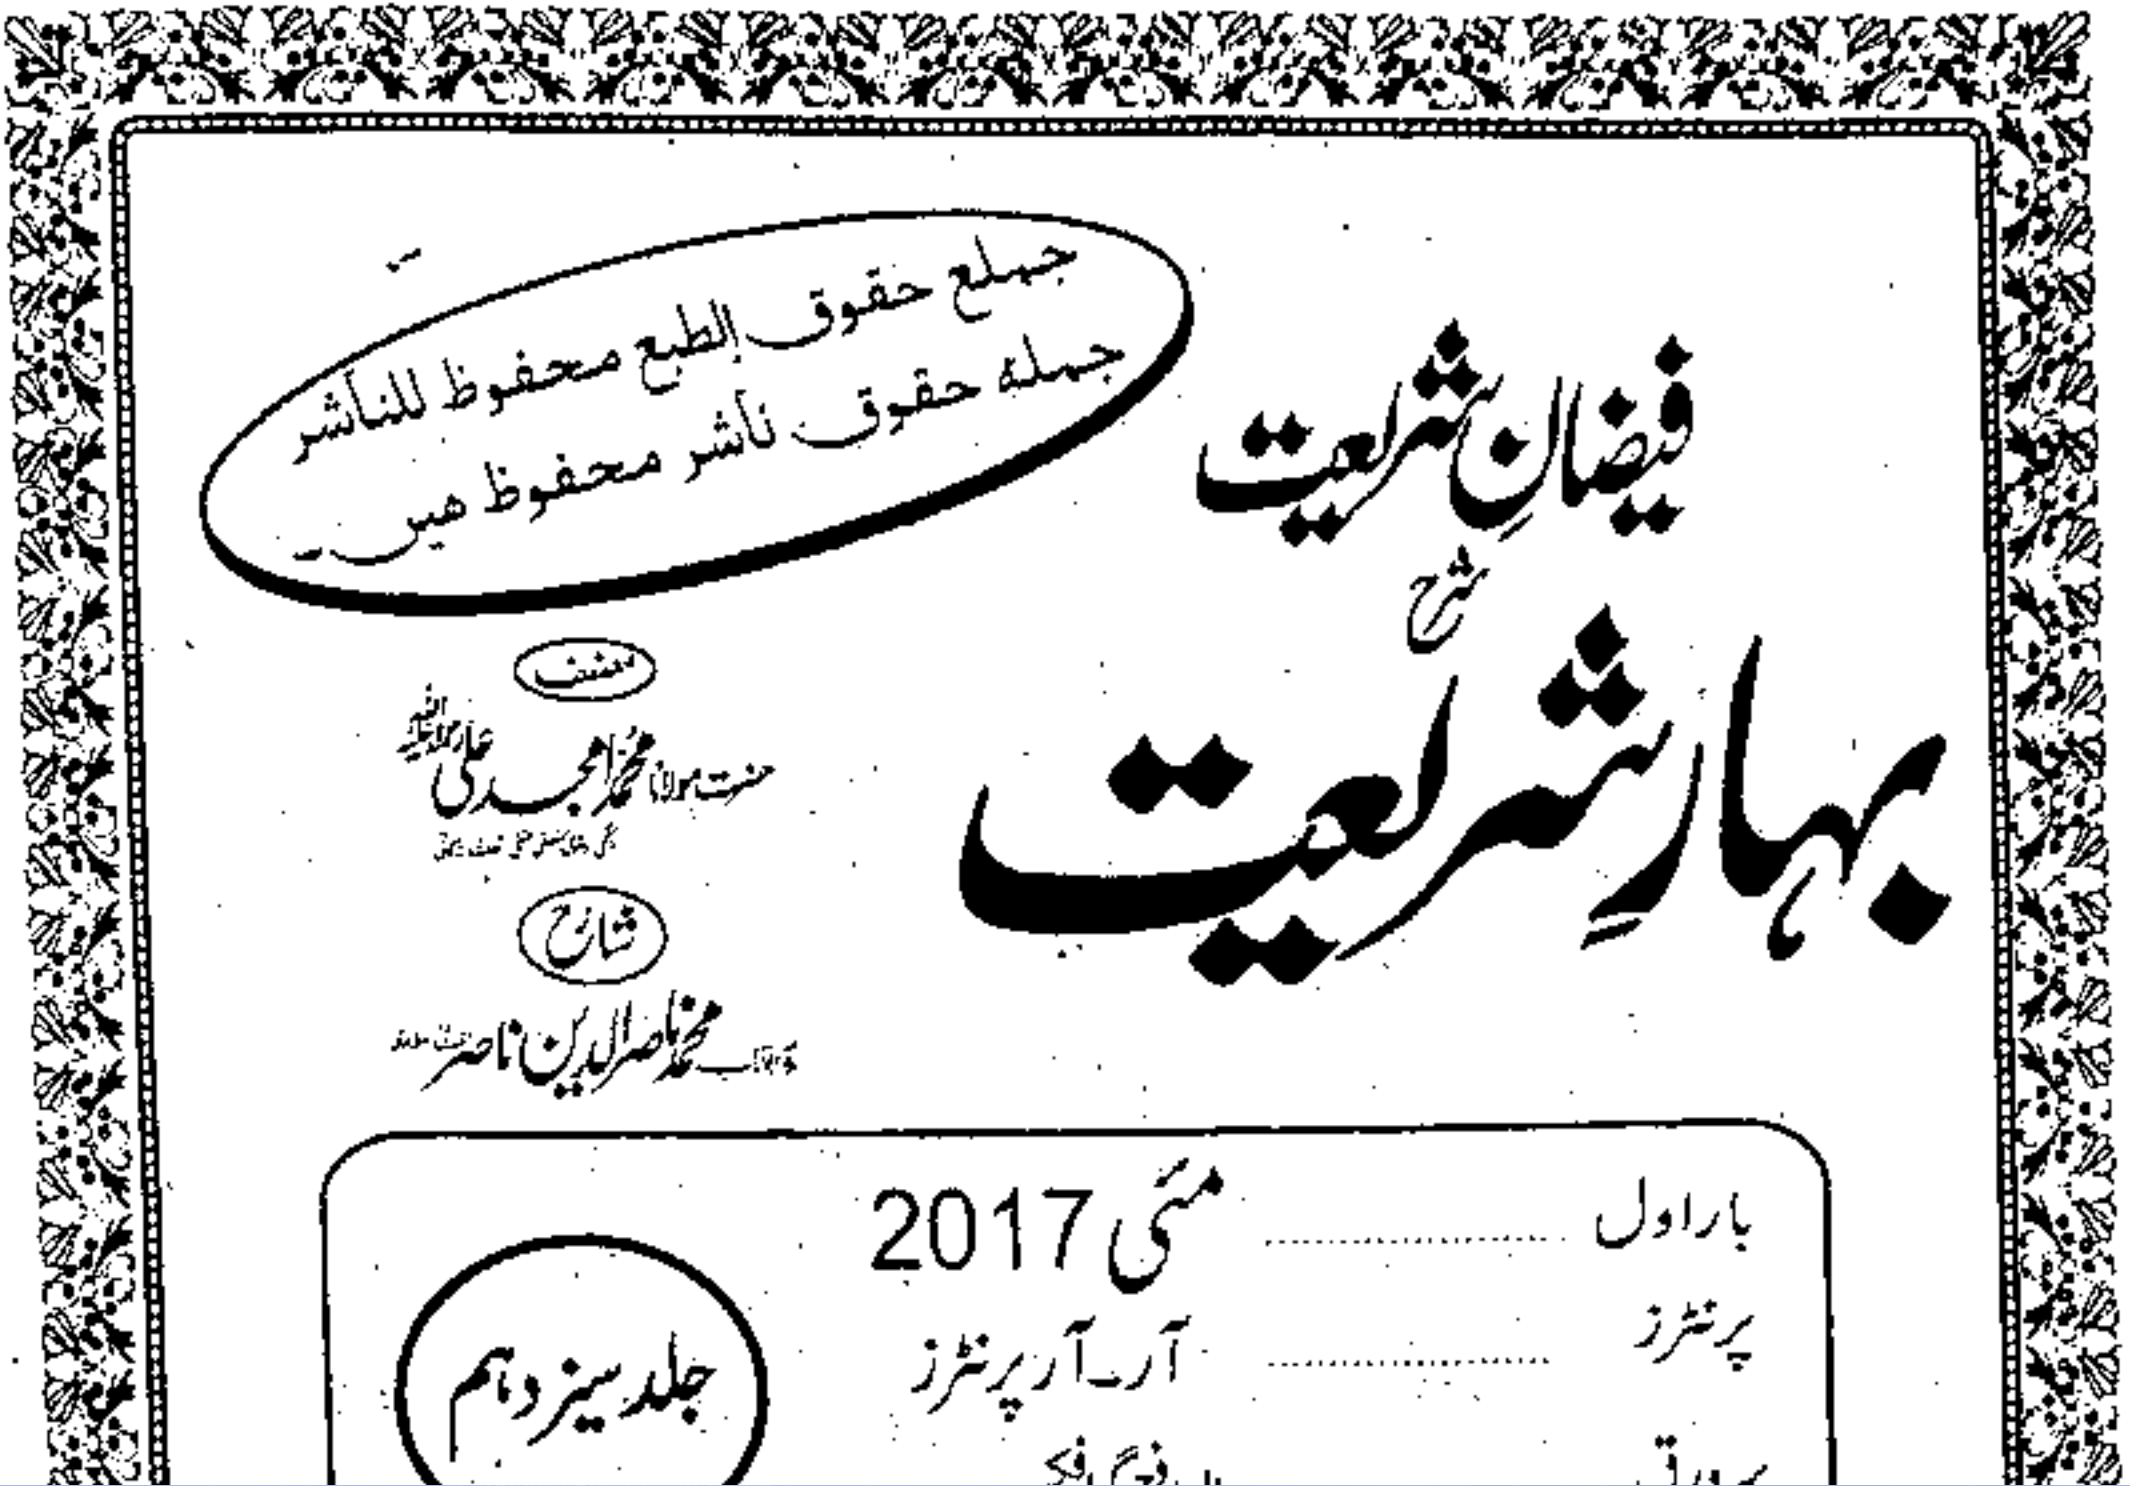 جملع حقوق الطبع محفوظ للناشر
جملہ حقوق ناشر محفوظ ہیں۔
فیضانِ شریعت
شرح
بہارِ شریعت
مصنف
حضرت مولانا محمد امجد علی
شارح
محمد ناصر الدین ناصر
بار اول ........................ مئی 2017
پرنٹرز ........................ آر۔آر پرنٹرز
جلد سیزدہم